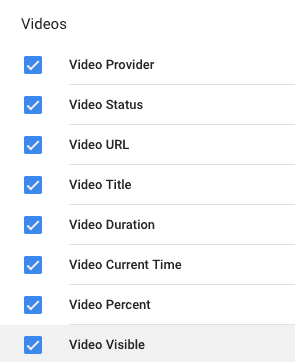 Videos
Video Provider
Video Status
Video URL
Video Title
Video Duration
Video Current Time
Video Percent
Video Visible